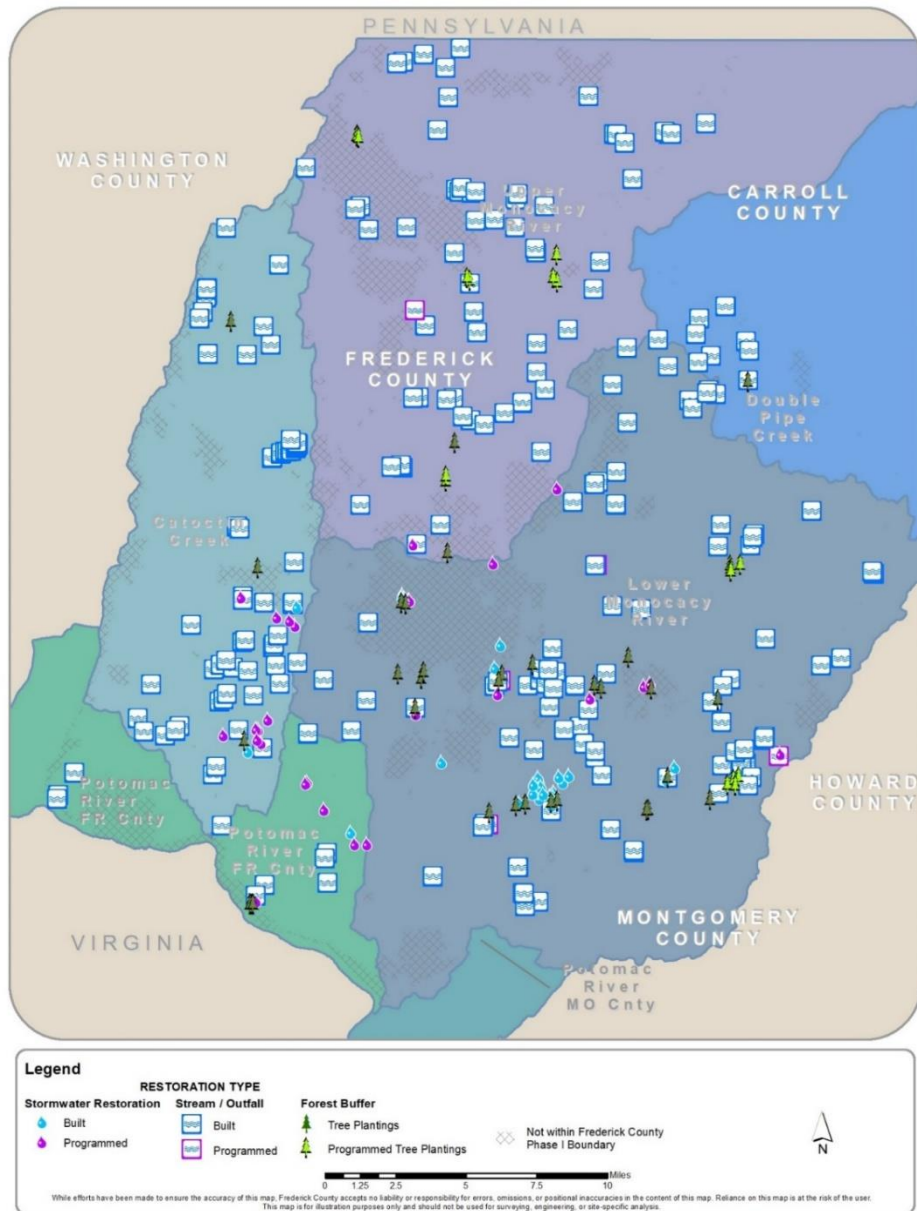 PENNSYLVANIA
WASHINGTON
COUNTY
CARROLL
COUNTY
Upper
Monocacy
River
FREDERICK
COUNTY
Double
Pipe
Creek
Catoctin
Creek
Lower
Monocacy
River
HOWARD
COUNTY
Potomac
River
FR Cnty
Potomac
River
FR Cnty
MONTGOMERY
COUNTY
VIRGINIA
Potomac
River
MO Cnty
Legend
RESTORATION TYPE
Stormwater Restoration
Built
Programmed
Stream / Outfall
Built
Programmed
Forest Buffer
Tree Plantings
Programmed Tree Plantings
Not within Frederick County
Phase I Boundary
N
Miles
0 1.25 2.5 5 7.5 10
While efforts have been made to ensure the accuracy of this map, Frederick County accepts no liability or responsibility for errors, omissions, or positional inaccuracies in the content of this map. Reliance on this map is at the risk of the user.
This map is for illustration purposes only and should not be used for surveying, engineering, or site-specific analysis.